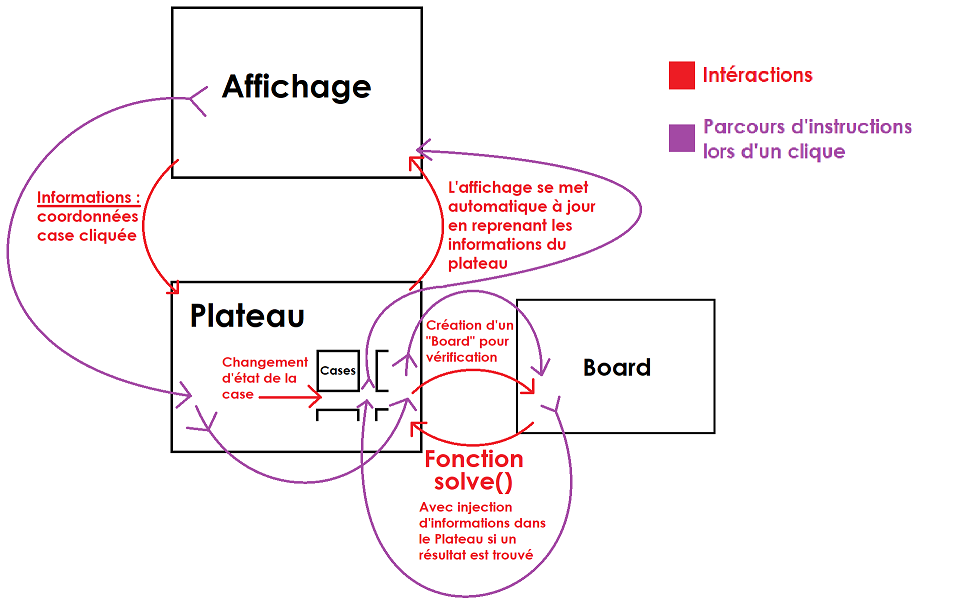 Affichage
Intéractions
Parcours d'instructions
lors d'un clique
Informations :
coordonnées
case cliquée
L'affichage se met
automatique à jour
en reprenant les
informations du
plateau
Plateau
Changement
d'état de la
case
Cases
Création d'un
"Board" pour
vérification
Board
Fonction
solve()
Avec injection
d'informations dans
le Plateau si un
résultat est trouvé